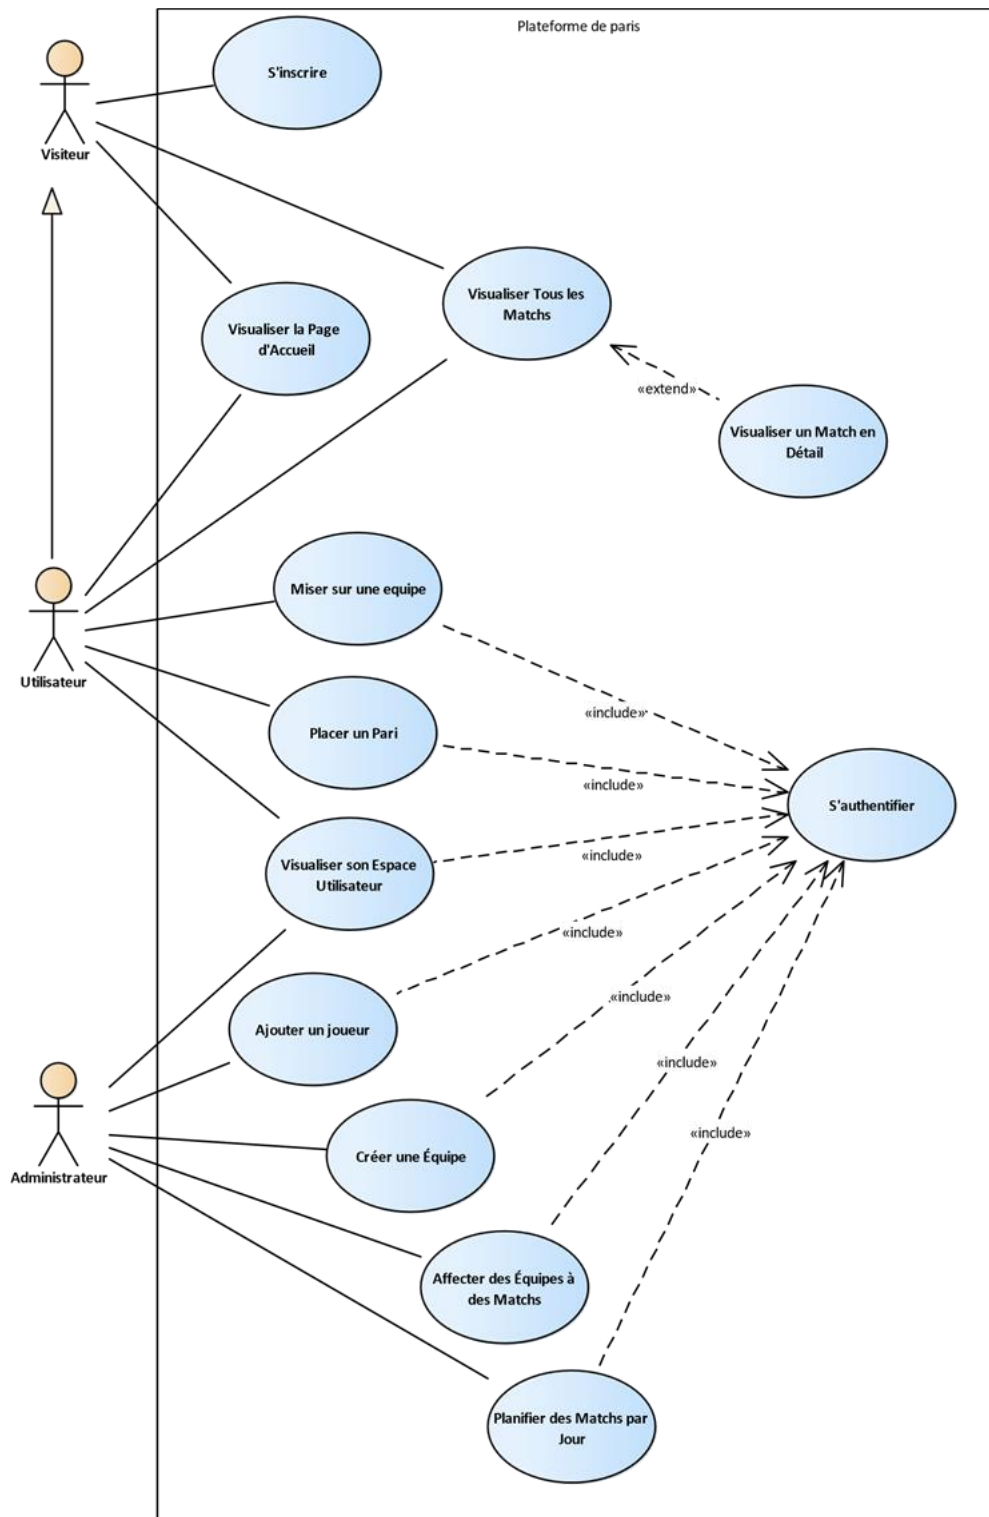 Plateforme de paris
S'inscrire
Visiteur
Visualiser Tous les
Matchs
Visualiser la Page
d'Accueil
«extend»
Visualiser un Match en
Détail
Miser sur une equipe
Utilisateur
«include»
Placer un Pari
«include»
S'authentifier
«include»
Visualiser son Espace
Utilisateur
«include»
«include»
Ajouter un joueur
«include»
«include»
Créer une Équipe
Administrateur
Affecter des Équipes à
des Matchs
Planifier des Matchs par
Jour